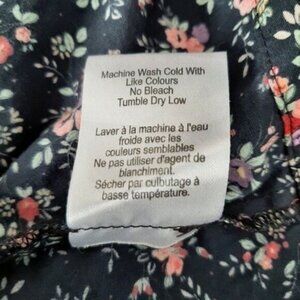 Machine Wash Cold With
Like Colours
No Bleach
Tumble Dry Low
Laver à la machine à l'eau
froide avec les
couleurs semblables
Ne pas utiliser d'agent de
blanchiment.
Sécher par culbutage à
basse température.